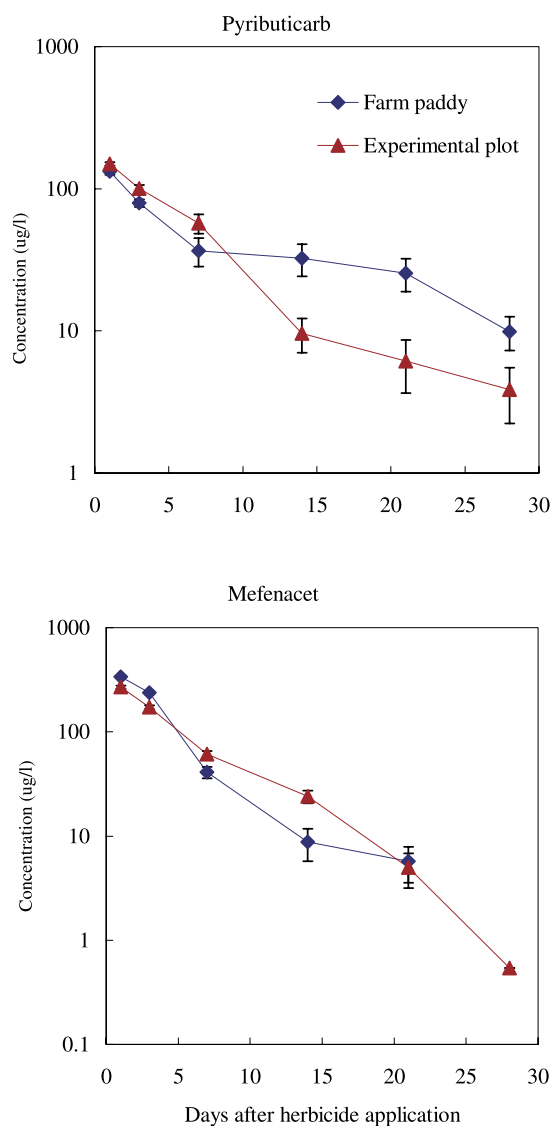 Pyributicarb
1000
Farm paddy
Experimental plot
100
Concentration (ug/l)
10
1
0 5 10 15 20 25 30
Mefenacet
1000
100
Concentration (ug/l)
10
1
0.1
0 5 10 15 20 25 30
Days after herbicide application